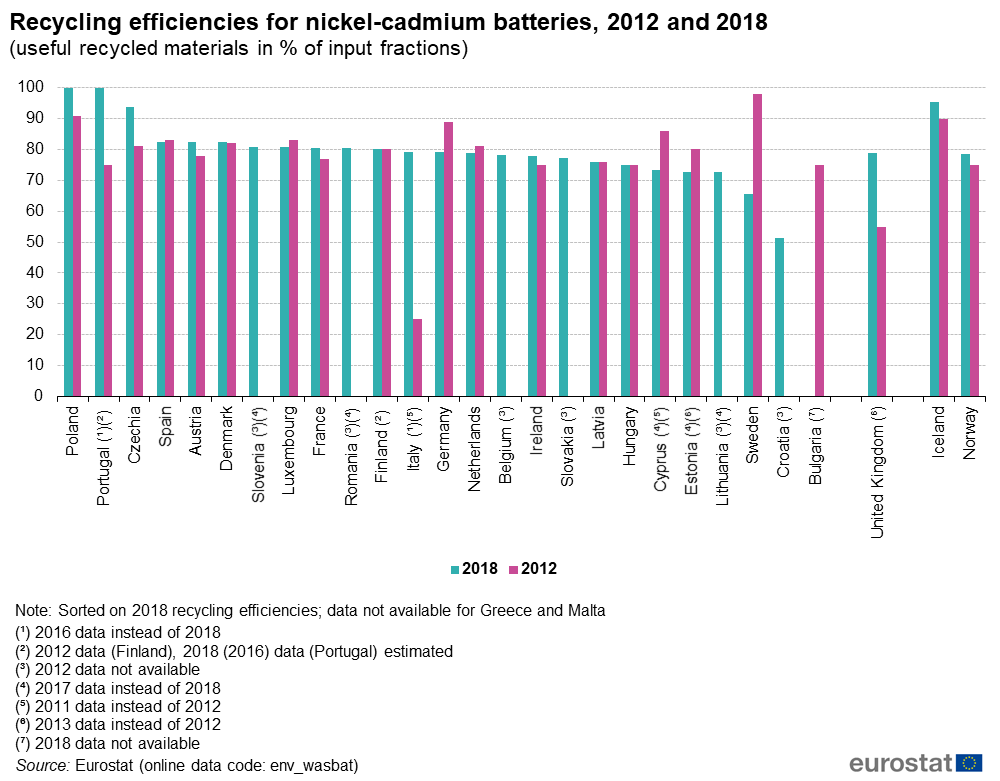 Recycling efficiencies for nickel-cadmium batteries, 2012 and 2018
(useful recycled materials in % of input fractions)
100
90
80
70
60
50
40
30
20
10
0
Poland
Portugal (¹)(²)
Czechia
Spain
Austria
Denmark
Slovenia (³)(⁴)
Luxembourg
France
Romania (³)(⁴)
Finland (²)
Italy (¹)(⁵)
Germany
Netherlands
Belgium (³)
Ireland
Slovakia (³)
Latvia
Hungary
Cyprus (⁴)(⁵)
Estonia (⁴)(⁶)
Lithuania (³)(⁴)
Sweden
Croatia (³)
Bulgaria (⁷)
United Kingdom (⁶)
Iceland
Norway
2018 2012
Note: Sorted on 2018 recycling efficiencies; data not available for Greece and Malta
(¹) 2016 data instead of 2018
(²) 2012 data (Finland), 2018 (2016) data (Portugal) estimated
(³) 2012 data not available
(⁴) 2017 data instead of 2018
(⁵) 2011 data instead of 2012
(⁶) 2013 data instead of 2012
(⁷) 2018 data not available
Source: Eurostat (online data code: env_wasbat)
eurostat